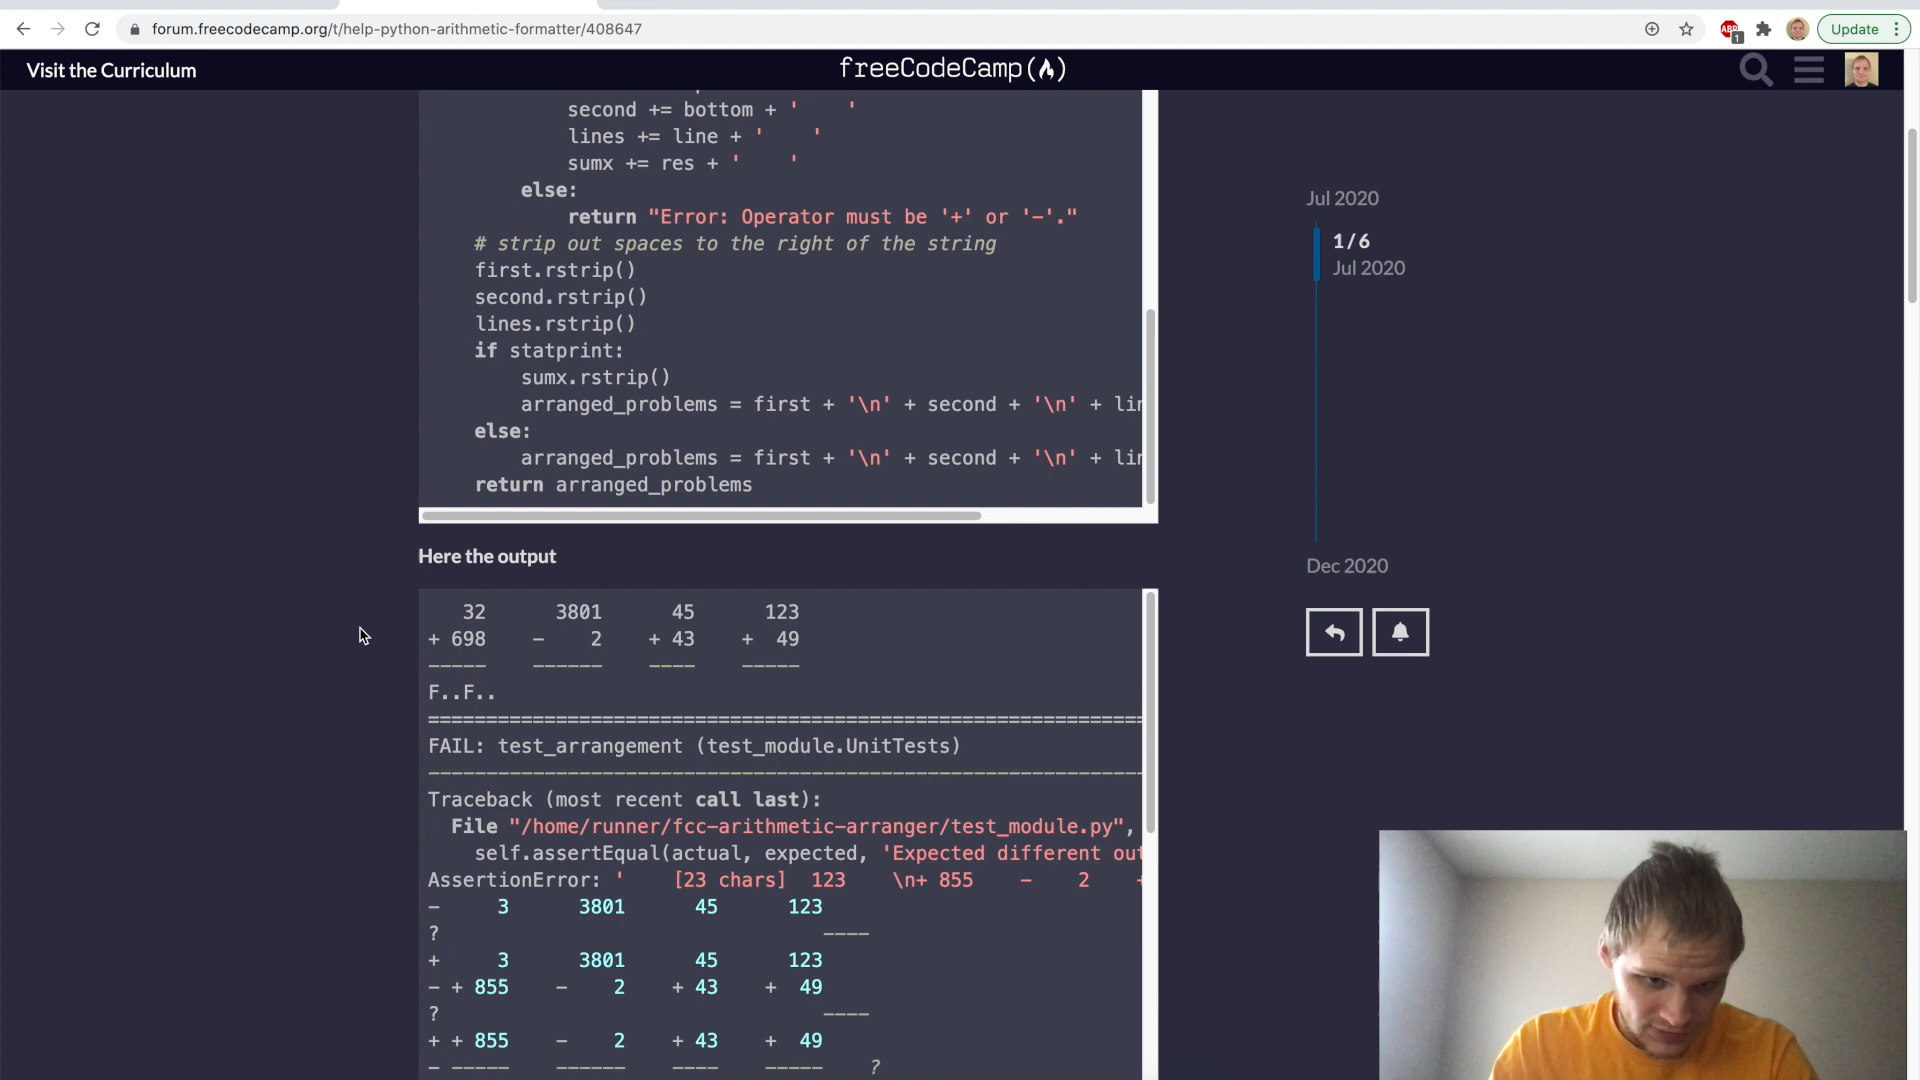 forum.freecodecamp.org/t/help-python-arithmetic-formatter/408647
ABP
1
Update
Visit the Curriculum
freeCodeCamp
second += bottom + '    '
lines += line + '    '
sumx += res + '    '
else:
return "Error: Operator must be '+' or '-'."
# strip out spaces to the right of the string
first.rstrip()
second.rstrip()
lines.rstrip()
if statprint:
sumx.rstrip()
arranged_problems = first + '\n' + second + '\n' + lin
else:
arranged_problems = first + '\n' + second + '\n' + lin
return arranged_problems
Jul 2020
1 / 6
Jul 2020
Dec 2020
Here the output
   32      3801      45      123
+ 698    -    2    + 43    +  49
-----    ------    ----    -----
F..F..
==============================================================
FAIL: test_arrangement (test_module.UnitTests)
--------------------------------------------------------------
Traceback (most recent call last):
File "/home/runner/fcc-arithmetic-arranger/test_module.py",
self.assertEqual(actual, expected, 'Expected different out
AssertionError: '    [23 chars]  123    \n+ 855    -    2    +
-     3      3801      45      123
?                                 ----
+     3      3801      45      123
- + 855    -    2    + 43    +  49
?                                 ----
+ + 855    -    2    + 43    +  49
- -----    ------    ----    -----    ?